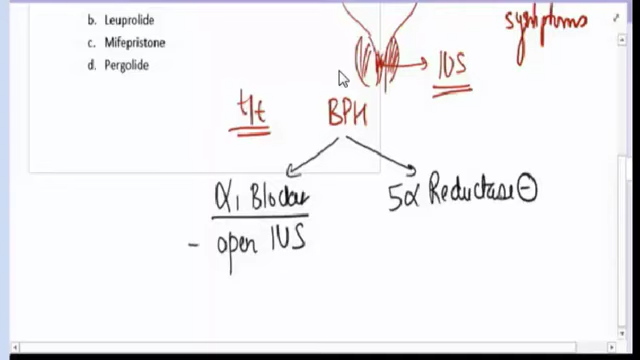 b. Leuprolide
c. Mifepristone
d. Pergolide
symptoms
IUS
t/t
BPH
α₁ Blocker
- open IUS
5α Reductase ⊖